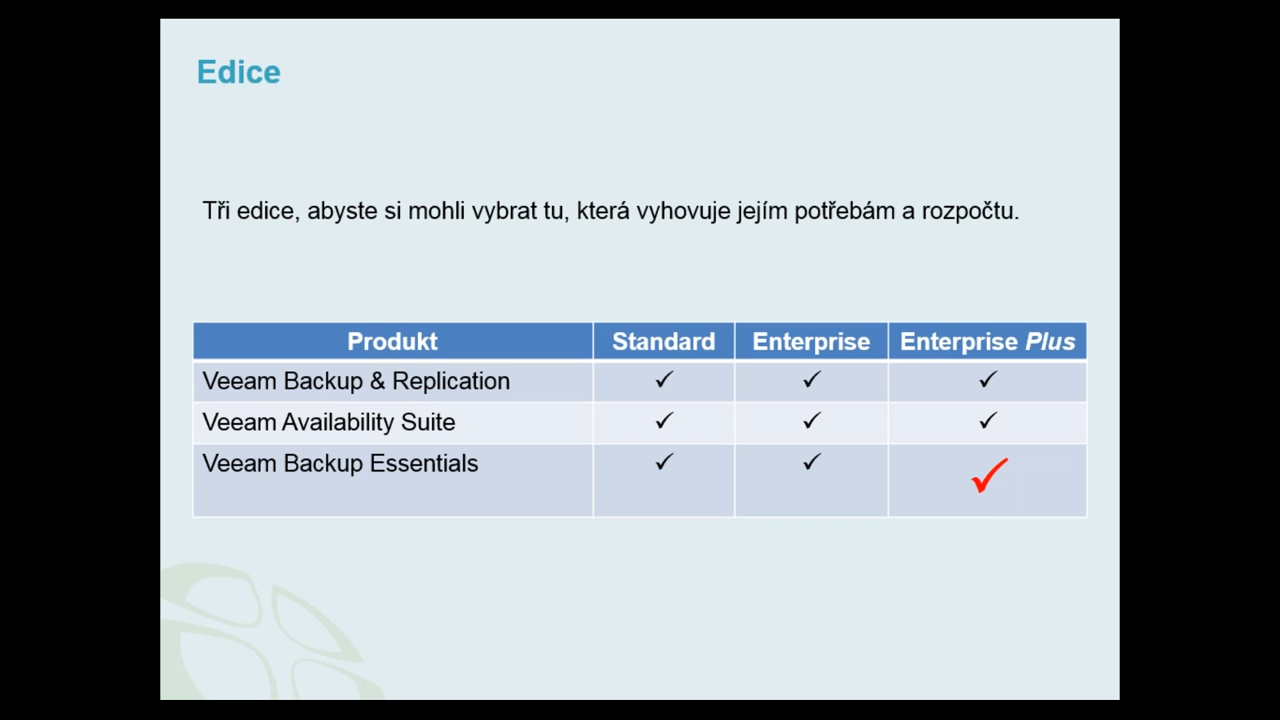 Edice
Tři edice, abyste si mohli vybrat tu, která vyhovuje jejím potřebám a rozpočtu.
Produkt Standard Enterprise Enterprise Plus
Veeam Backup & Replication ✓ ✓ ✓
Veeam Availability Suite ✓ ✓ ✓
Veeam Backup Essentials ✓ ✓ ✓